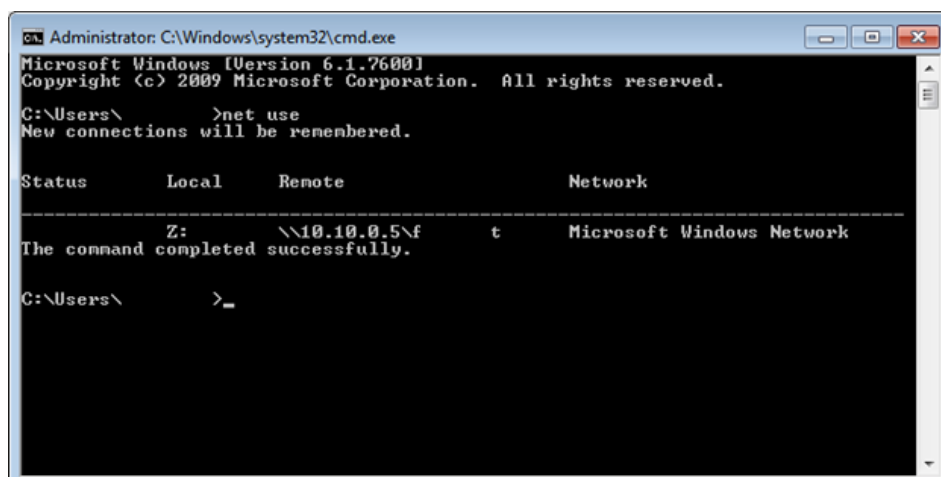 Administrator: C:\Windows\system32\cmd.exe
Microsoft Windows [Version 6.1.7600]
Copyright (c) 2009 Microsoft Corporation.  All rights reserved.
C:\Users\        >net use
New connections will be remembered.
Status       Local     Remote                    Network
-------------------------------------------------------------------------------
             Z:        \\10.10.0.5\f       t     Microsoft Windows Network
The command completed successfully.
C:\Users\        >_